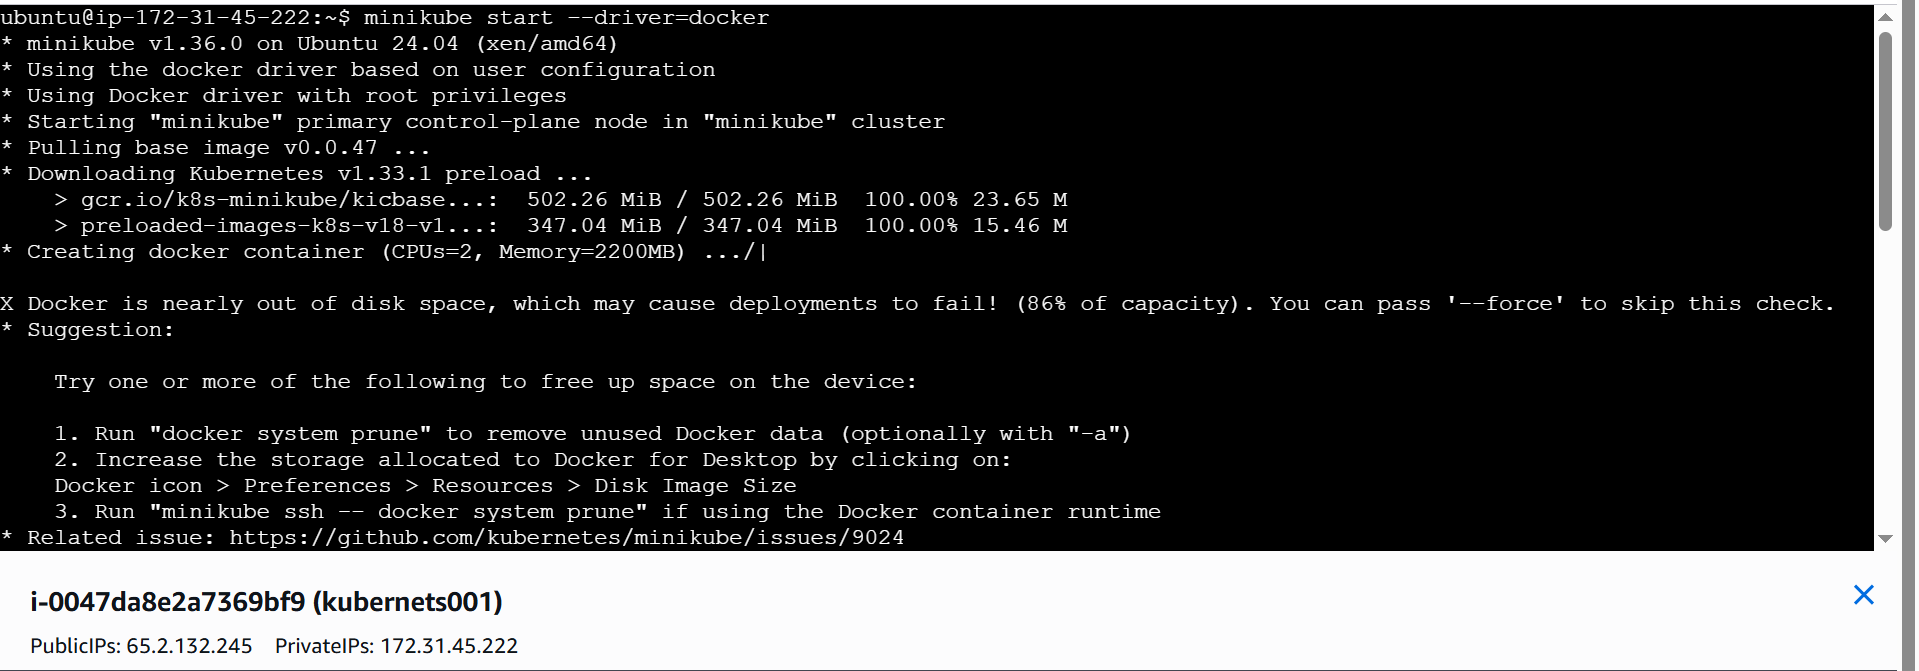 ubuntu@ip-172-31-45-222:~$ minikube start --driver=docker
* minikube v1.36.0 on Ubuntu 24.04 (xen/amd64)
* Using the docker driver based on user configuration
* Using Docker driver with root privileges
* Starting "minikube" primary control-plane node in "minikube" cluster
* Pulling base image v0.0.47 ...
* Downloading Kubernetes v1.33.1 preload ...
    > gcr.io/k8s-minikube/kicbase...:  502.26 MiB / 502.26 MiB  100.00% 23.65 M
    > preloaded-images-k8s-v18-v1...:  347.04 MiB / 347.04 MiB  100.00% 15.46 M
* Creating docker container (CPUs=2, Memory=2200MB) .../|
X Docker is nearly out of disk space, which may cause deployments to fail! (86% of capacity). You can pass '--force' to skip this check.
* Suggestion:
    Try one or more of the following to free up space on the device:
    1. Run "docker system prune" to remove unused Docker data (optionally with "-a")
    2. Increase the storage allocated to Docker for Desktop by clicking on:
    Docker icon > Preferences > Resources > Disk Image Size
    3. Run "minikube ssh -- docker system prune" if using the Docker container runtime
* Related issue: https://github.com/kubernetes/minikube/issues/9024
i-0047da8e2a7369bf9 (kubernets001)
PublicIPs: 65.2.132.245    PrivateIPs: 172.31.45.222